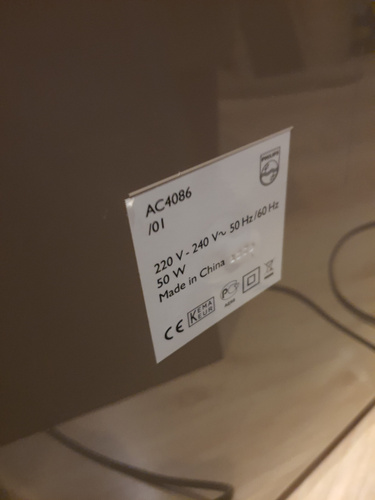 PHILIPS
AC4086
/01
220 V - 240 V~ 50 Hz/60 Hz
50 W
Made in China
CE
KEMA
KEUR